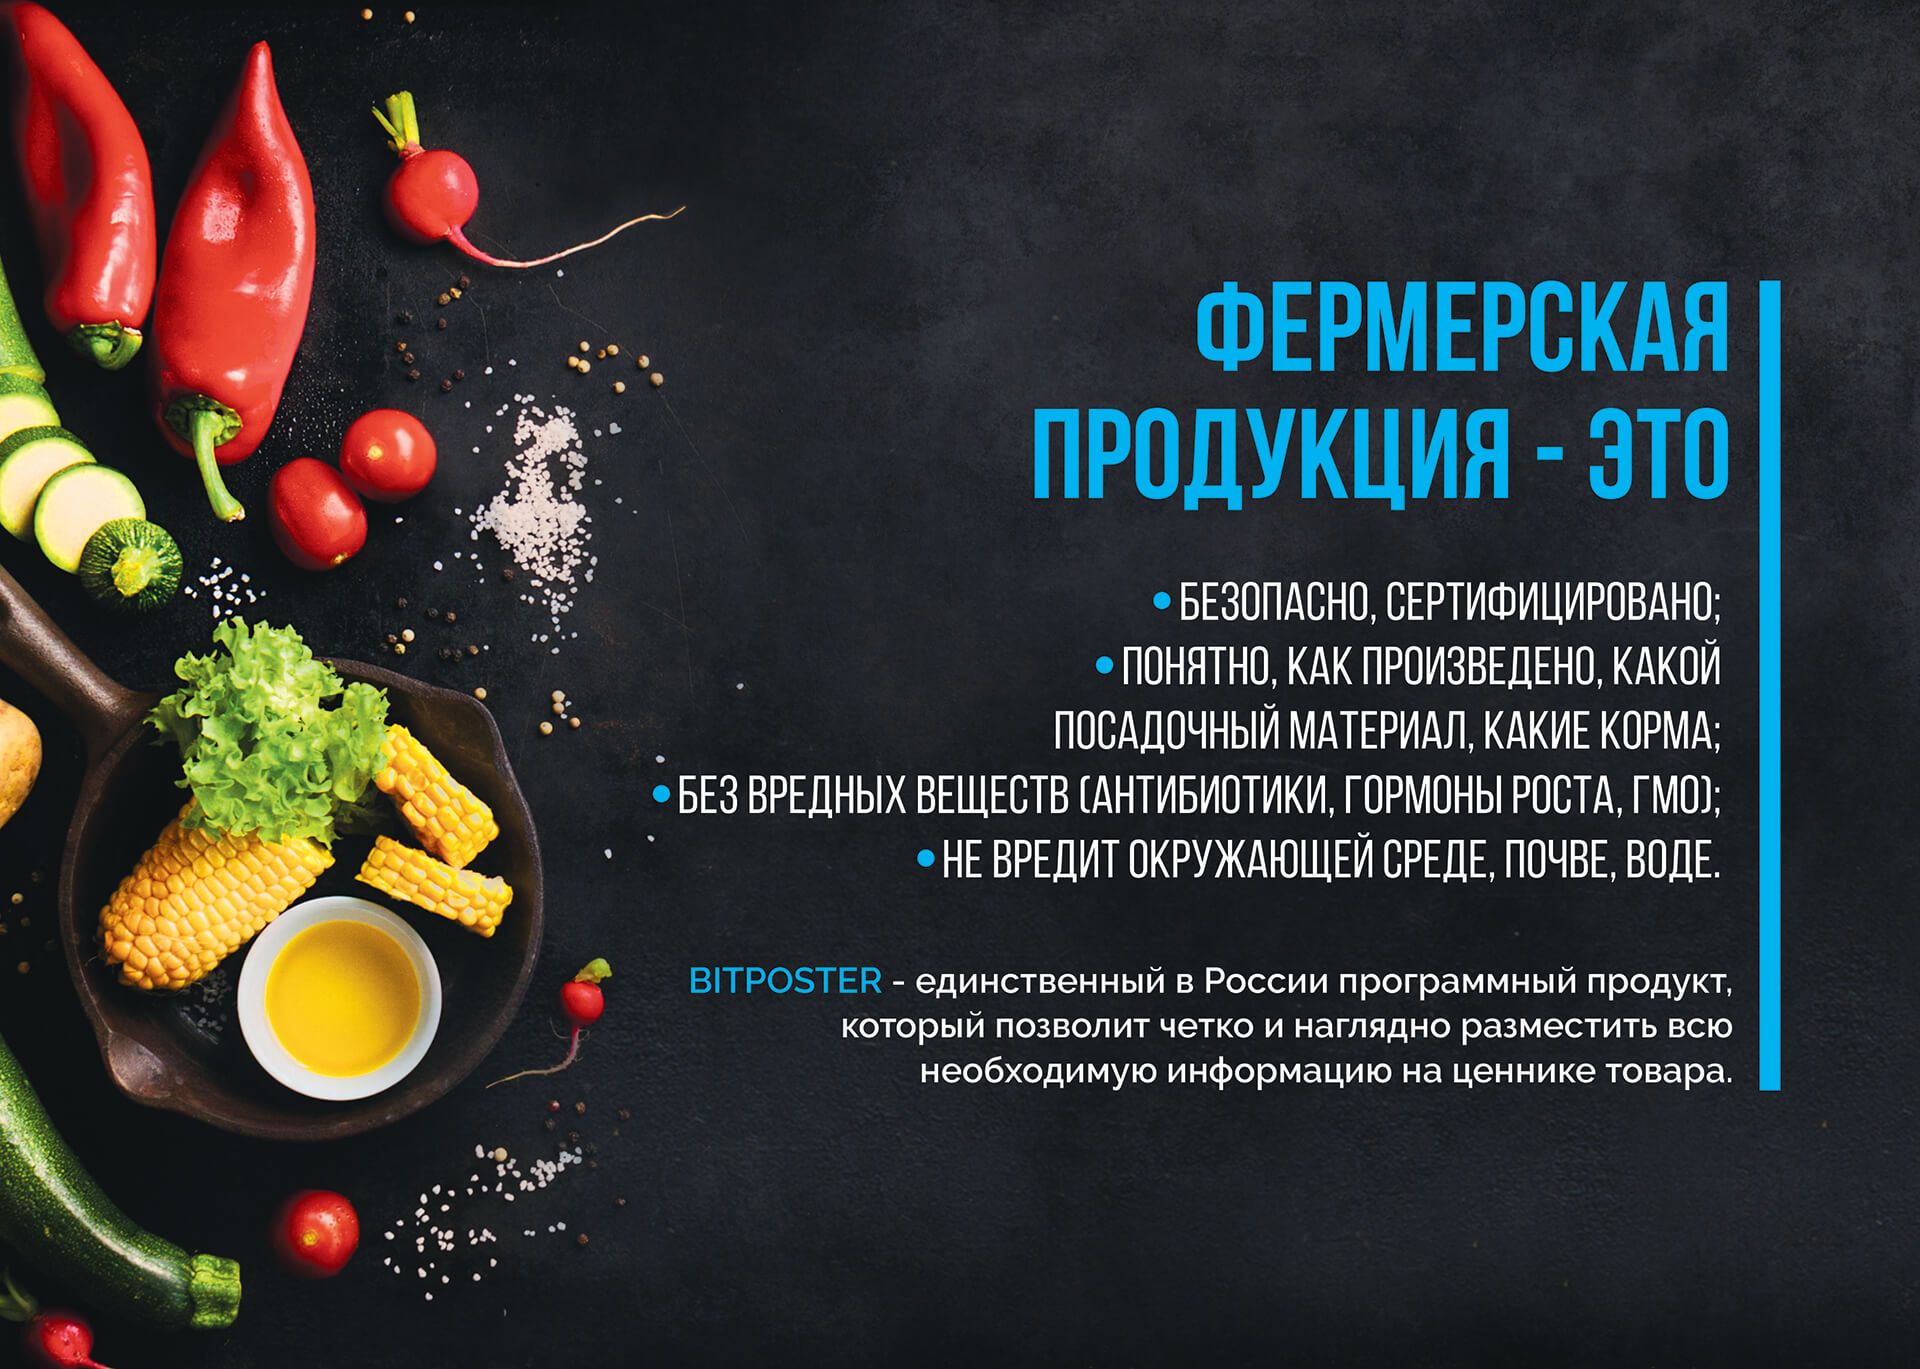 ФЕРМЕРСКАЯ
ПРОДУКЦИЯ - ЭТО
• БЕЗОПАСНО, СЕРТИФИЦИРОВАНО;
• ПОНЯТНО, КАК ПРОИЗВЕДЕНО, КАКОЙ
ПОСАДОЧНЫЙ МАТЕРИАЛ, КАКИЕ КОРМА;
• БЕЗ ВРЕДНЫХ ВЕЩЕСТВ (АНТИБИОТИКИ, ГОРМОНЫ РОСТА, ГМО);
• НЕ ВРЕДИТ ОКРУЖАЮЩЕЙ СРЕДЕ, ПОЧВЕ, ВОДЕ.
BITPOSTER - единственный в России программный продукт,
который позволит четко и наглядно разместить всю
необходимую информацию на ценнике товара.